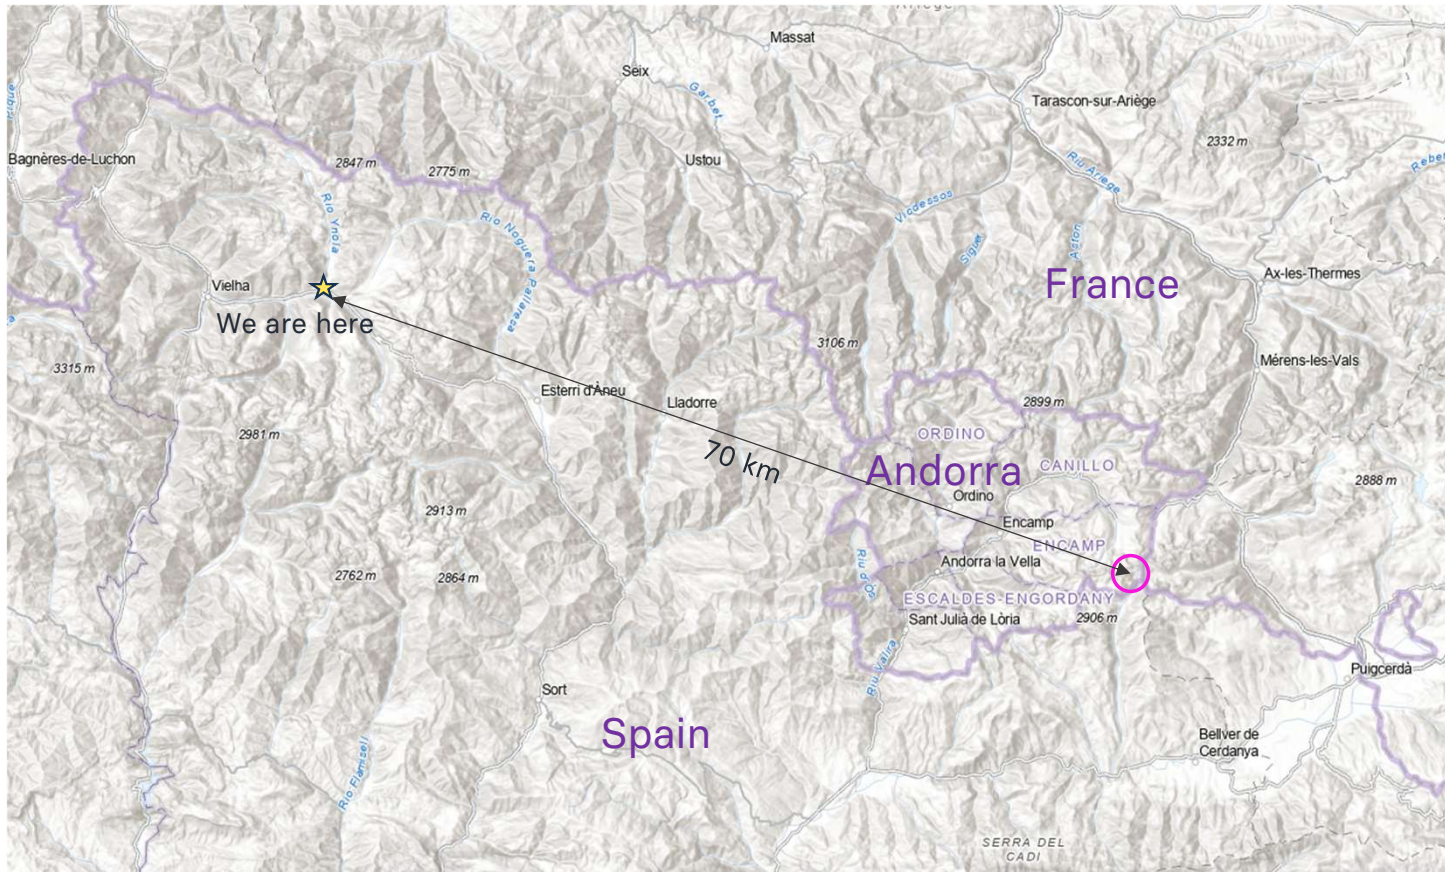 Ariège
Massat
Seix
Garbet
Tarascon-sur-Ariège
2332 m
Bagnères-de-Luchon
2847 m
2775 m
Ustou
Riu Ariege
Vicdessos
Rio Ynola
Rio Noguera Pallaresa
Siguer
Aston
France
Ax-les-Thermes
Vielha
We are here
3106 m
Mérens-les-Vals
3315 m
Esterri d'Àneu
Lladorre
2899 m
2981 m
ORDINO
70 km
Andorra
CANILLO
2888 m
Ordino
2913 m
Encamp
ENCAMP
Andorra la Vella
Riu d'Òs
2762 m
2864 m
ESCALDES-ENGORDANY
Sant Julià de Lòria
2906 m
Riu Valira
Puigcerdà
Sort
Spain
Bellver de
Cerdanya
Rio Flamisell
SERRA DEL
CADI